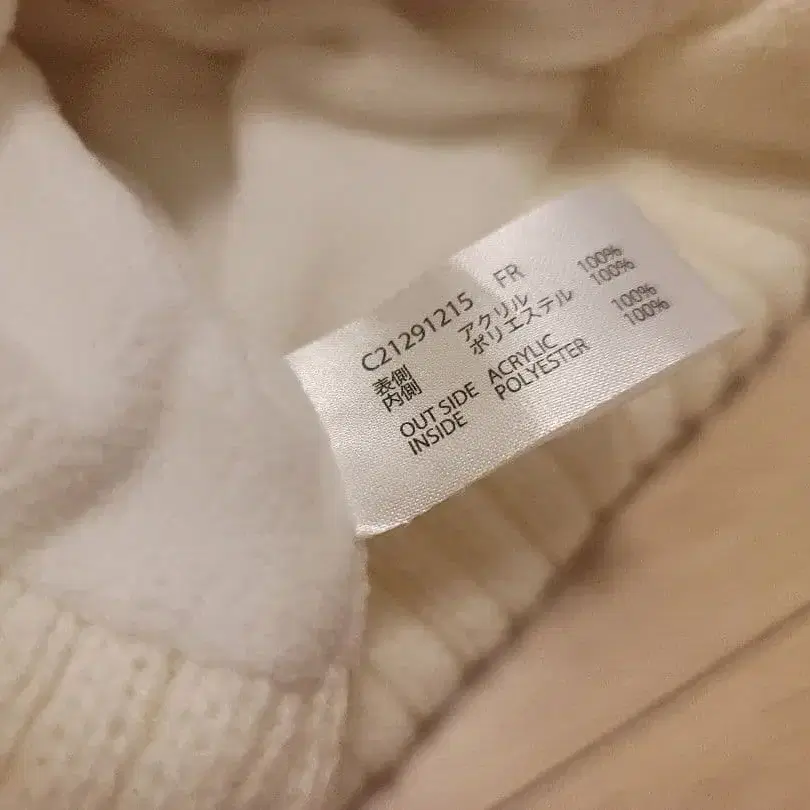 C21291215 FR
表側 アクリル 100%
内側 ポリエステル 100%
OUT SIDE ACRYLIC 100%
INSIDE POLYESTER 100%